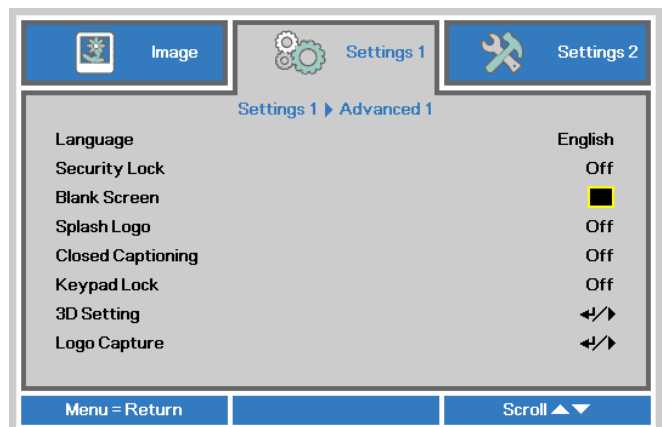 Image
Settings 1
Settings 2
Settings 1 ▶ Advanced 1
Language English
Security Lock Off
Blank Screen
Splash Logo Off
Closed Captioning Off
Keypad Lock Off
3D Setting ↵/▶
Logo Capture ↵/▶
Menu = Return
Scroll ▲▼